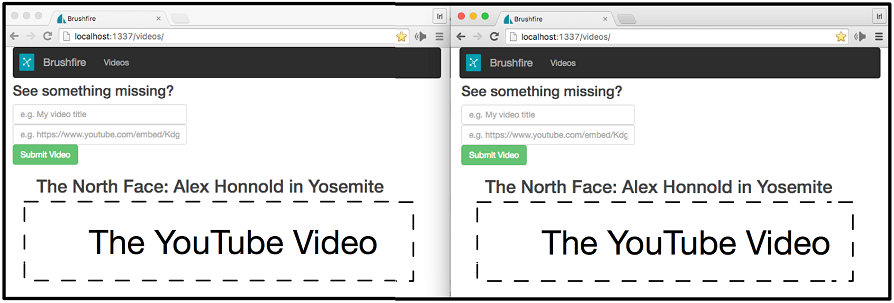 Brushfire
Irl
localhost:1337/videos/
Brushfire Videos
See something missing?
e.g. My video title
e.g. https://www.youtube.com/embed/Kdg
Submit Video
The North Face: Alex Honnold in Yosemite
The YouTube Video
Brushfire
Irl
localhost:1337/videos/
Brushfire Videos
See something missing?
e.g. My video title
e.g. https://www.youtube.com/embed/Kdg
Submit Video
The North Face: Alex Honnold in Yosemite
The YouTube Video